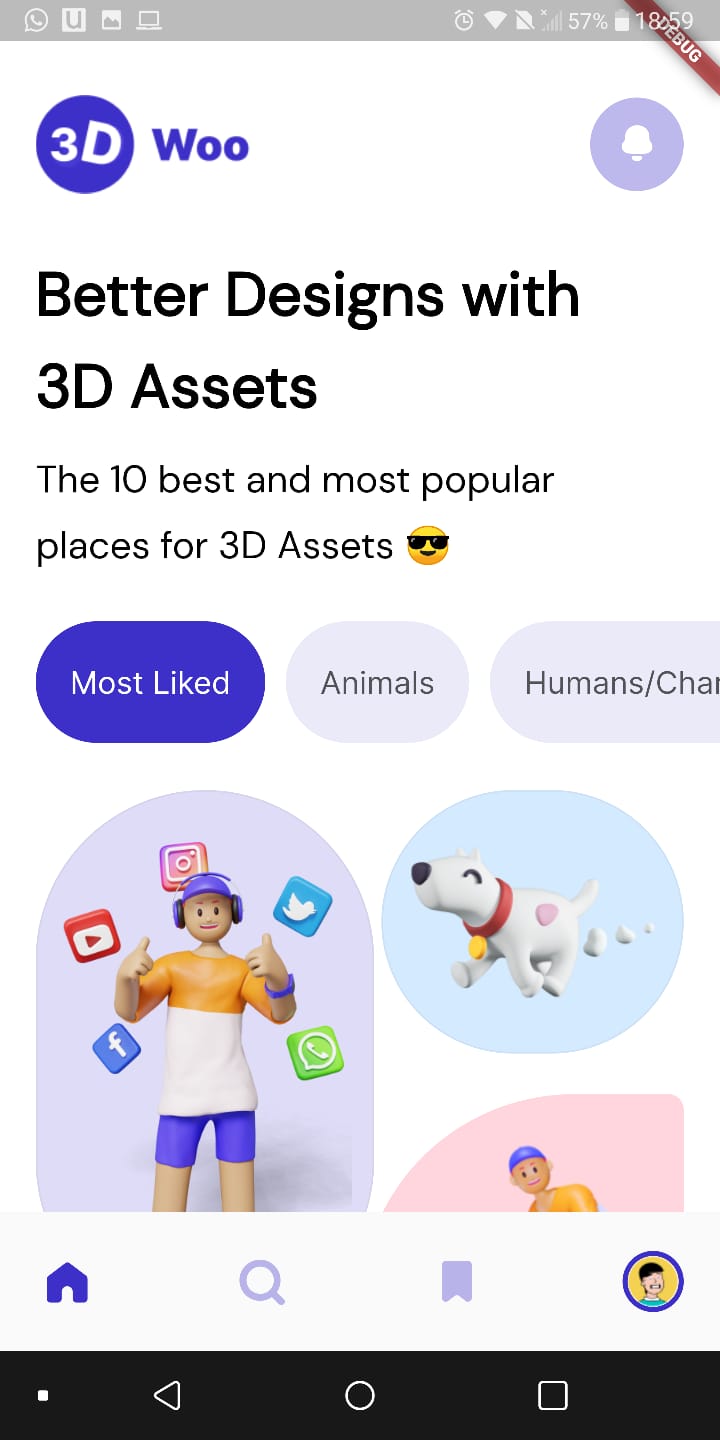 57% 18:59
DEBUG
3D Woo
Better Designs with
3D Assets
The 10 best and most popular
places for 3D Assets 😎
Most Liked Animals Humans/Char